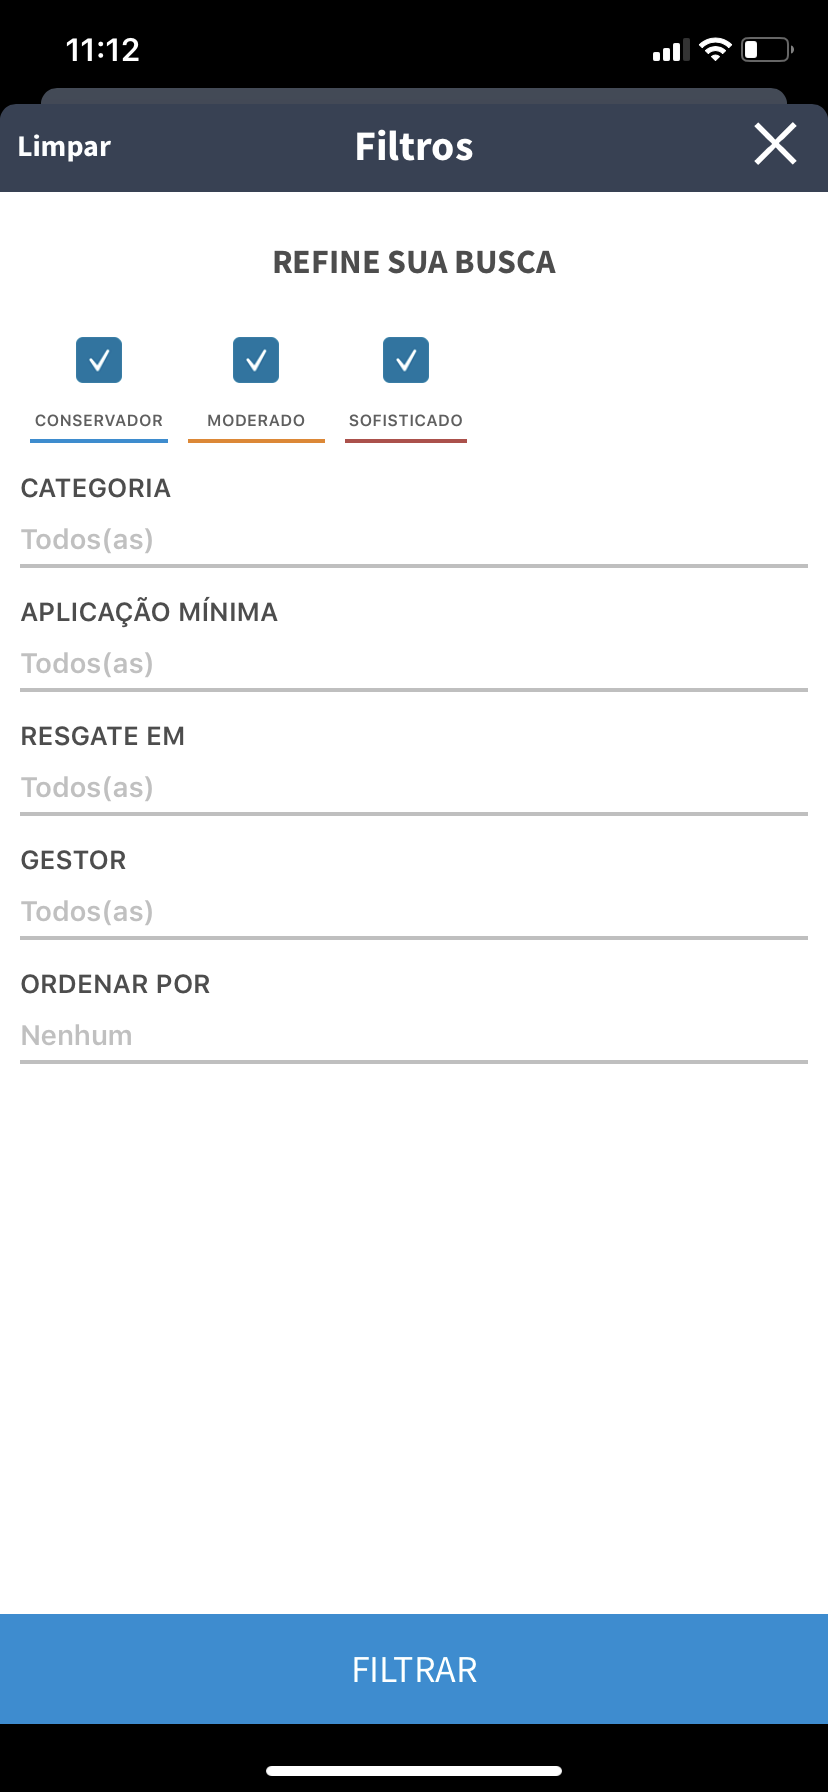 11:12
Limpar
Filtros
REFINE SUA BUSCA
CONSERVADOR
MODERADO
SOFISTICADO
CATEGORIA
Todos(as)
APLICAÇÃO MÍNIMA
Todos(as)
RESGATE EM
Todos(as)
GESTOR
Todos(as)
ORDENAR POR
Nenhum
FILTRAR